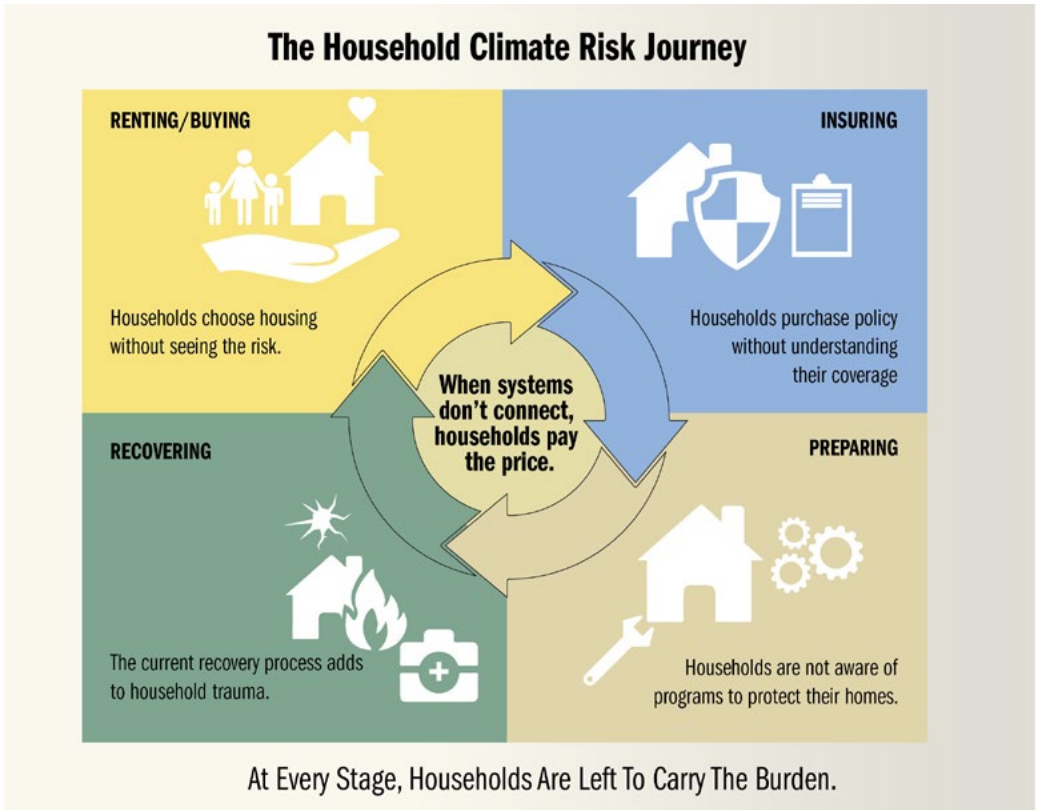 The Household Climate Risk Journey
RENTING/BUYING
Households choose housing
without seeing the risk.
INSURING
Households purchase policy
without understanding
their coverage
When systems
don't connect,
households pay
the price.
RECOVERING
The current recovery process adds
to household trauma.
PREPARING
Households are not aware of
programs to protect their homes.
At Every Stage, Households Are Left To Carry The Burden.